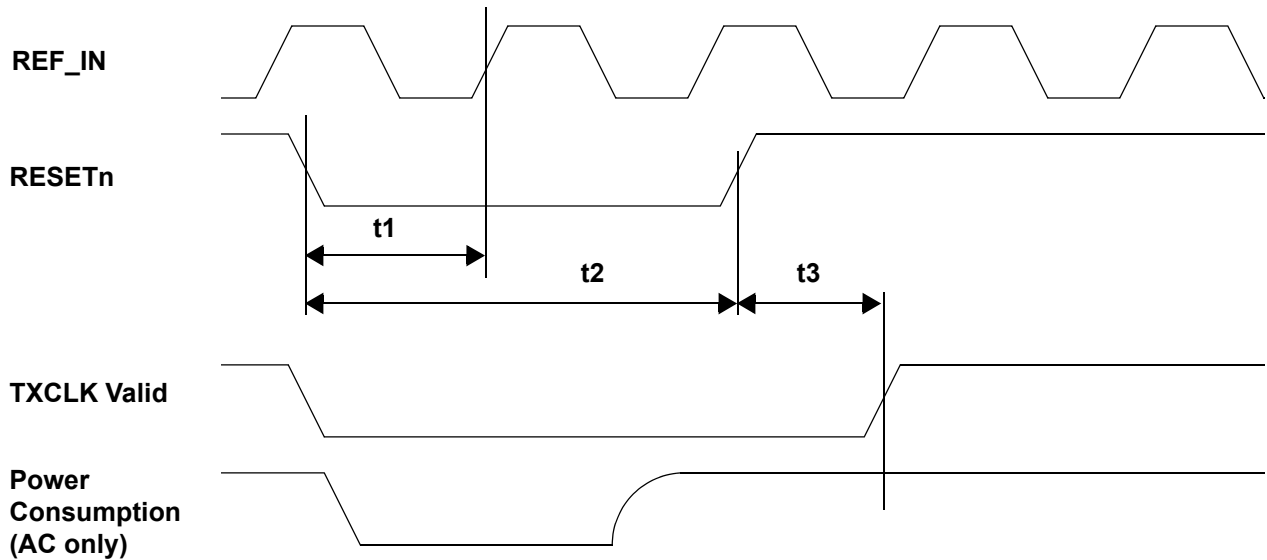 REF_IN
RESETn
t1
t2
t3
TXCLK Valid
Power
Consumption
(AC only)